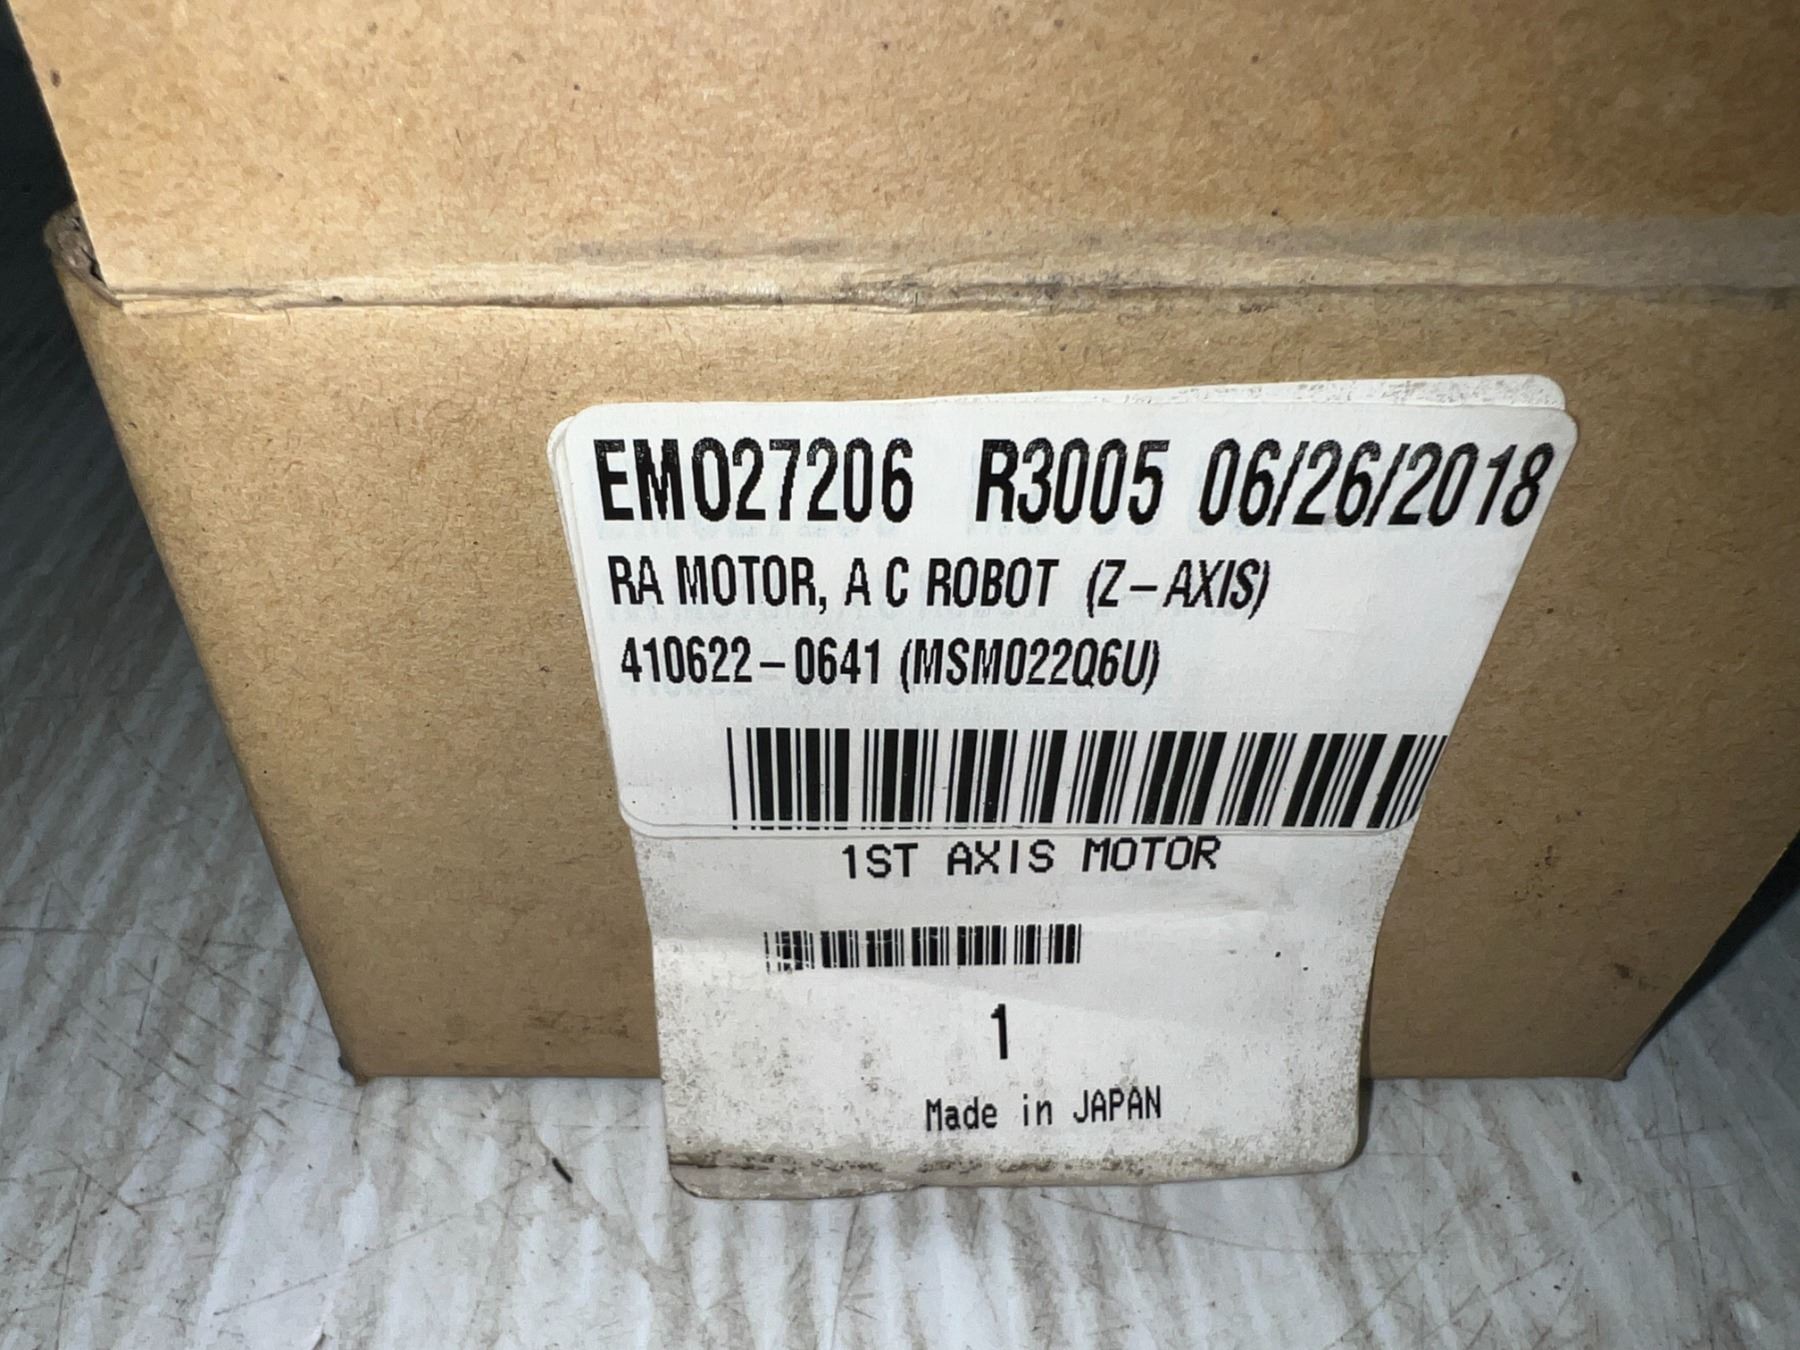 EM027206 R3005 06/26/2018
RA MOTOR, A C ROBOT (Z-AXIS)
410622-0641 (MSM022Q6U)
1ST AXIS MOTOR
1
Made in JAPAN